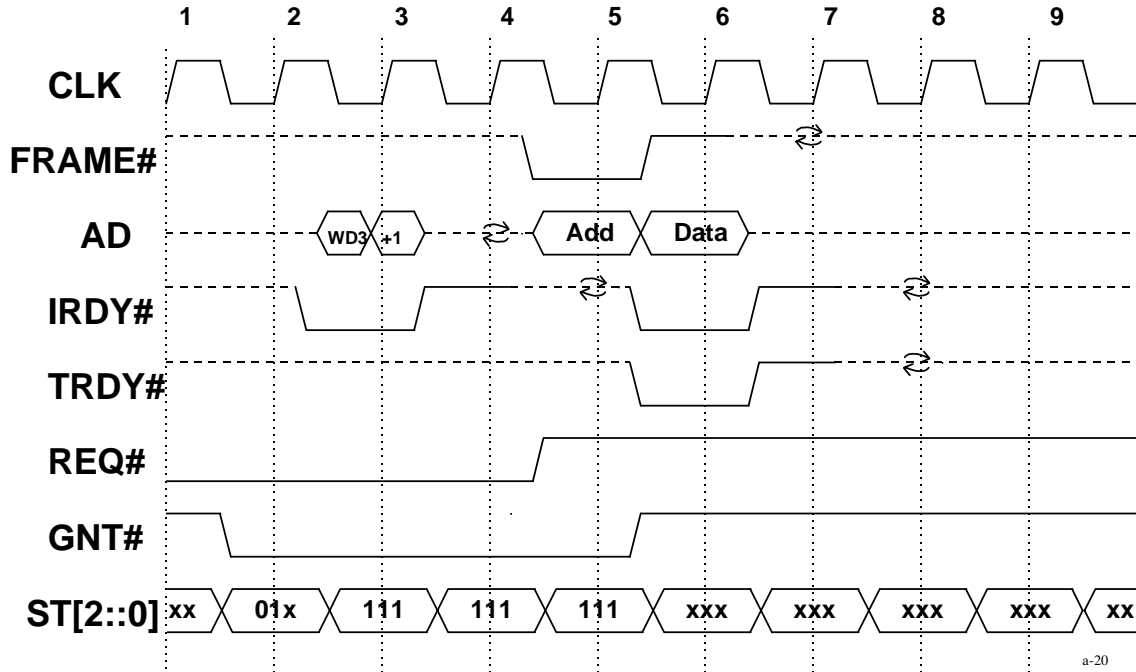 1 2 3 4 5 6 7 8 9
CLK
FRAME#
AD WD3 +1 Add Data
IRDY#
TRDY#
REQ#
GNT#
ST[2::0] xx 01x 111 111 111 xxx xxx xxx xxx xx
a-20